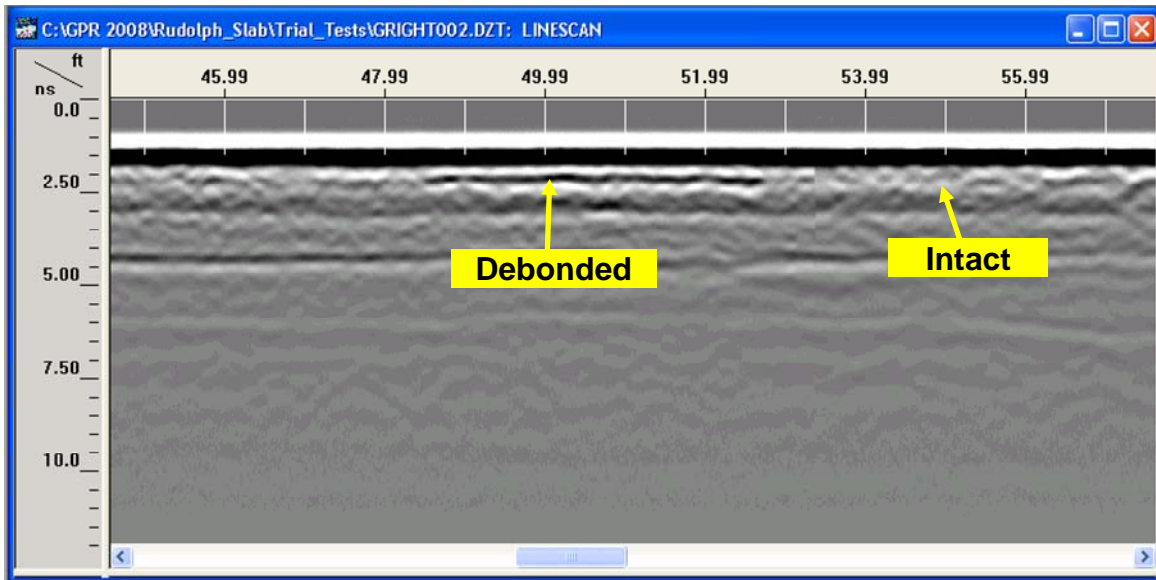 C:\GPR 2008\Rudolph_Slab\Trial_Tests\GRIGHT002.DZT: LINESCAN
ft
ns
45.99 47.99 49.99 51.99 53.99 55.99
0.0
2.50
Debonded
Intact
5.00
7.50
10.0